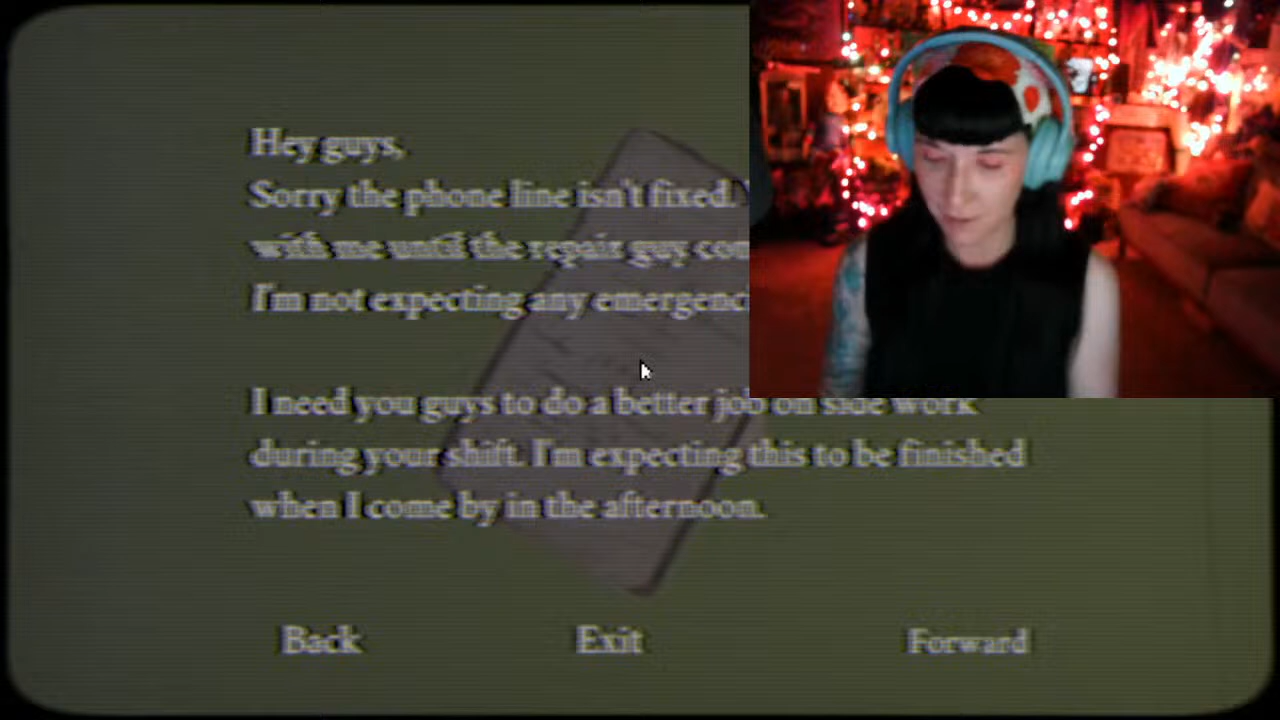 Hey guys,
Sorry the phone line isn't fixed.
with me until the repair guy
I'm not expecting any
I need you guys to do a better job on side work
during your shift. I'm expecting this to be finished
when I come by in the afternoon.
Back Exit Forward